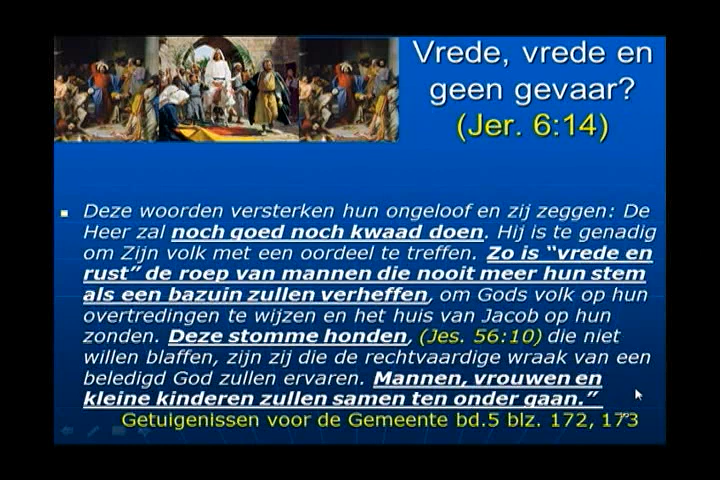 Vrede, vrede en
geen gevaar?
(Jer. 6:14)
Deze woorden versterken hun ongeloof en zij zeggen: De
Heer zal noch goed noch kwaad doen. Hij is te genadig
om Zijn volk met een oordeel te treffen. Zo is “vrede en
rust” de roep van mannen die nooit meer hun stem
als een bazuin zullen verheffen, om Gods volk op hun
overtredingen te wijzen en het huis van Jacob op hun
zonden. Deze stomme honden, (Jes. 56:10) die niet
willen blaffen, zijn zij die de rechtvaardige wraak van een
beledigd God zullen ervaren. Mannen, vrouwen en
kleine kinderen zullen samen ten onder gaan.”
Getuigenissen voor de Gemeente bd.5 blz. 172, 173